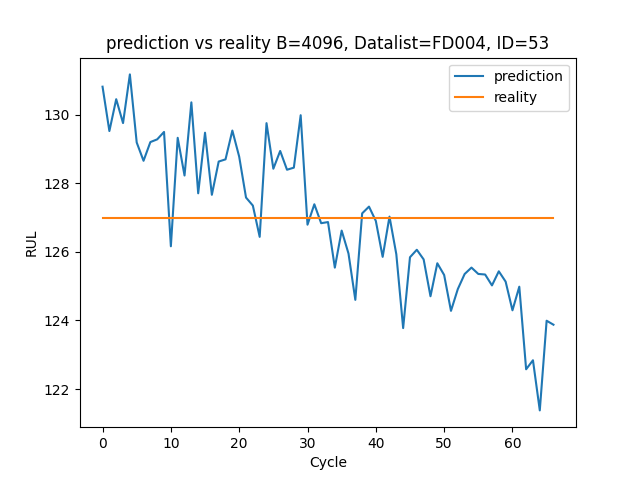 prediction vs reality B=4096, Datalist=FD004, ID=53
prediction
reality
RUL
130
128
126
124
122
0 10 20 30 40 50 60
Cycle